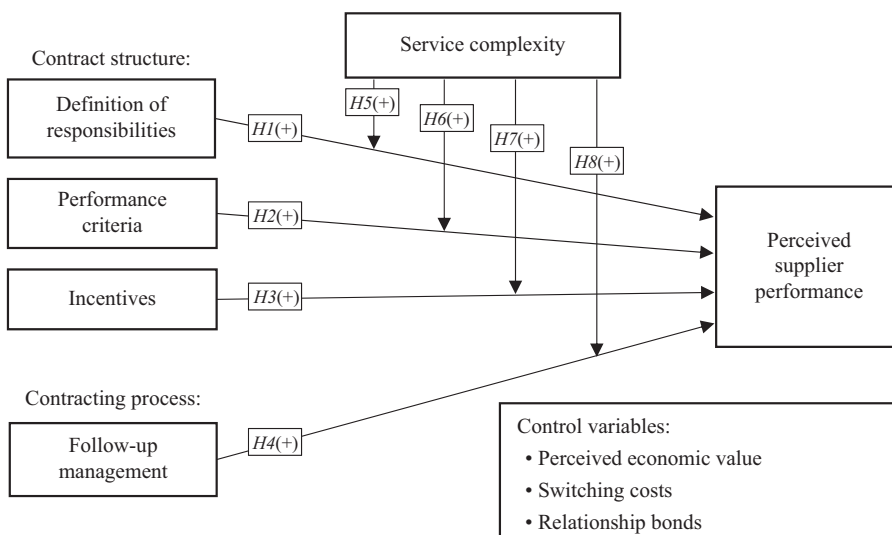 Service complexity
Contract structure:
Definition of
responsibilities
H1(+)
H5(+)
H6(+)
H7(+)
H8(+)
Performance
criteria
H2(+)
Incentives
H3(+)
Perceived
supplier
performance
Contracting process:
Follow-up
management
H4(+)
Control variables:
• Perceived economic value
• Switching costs
• Relationship bonds